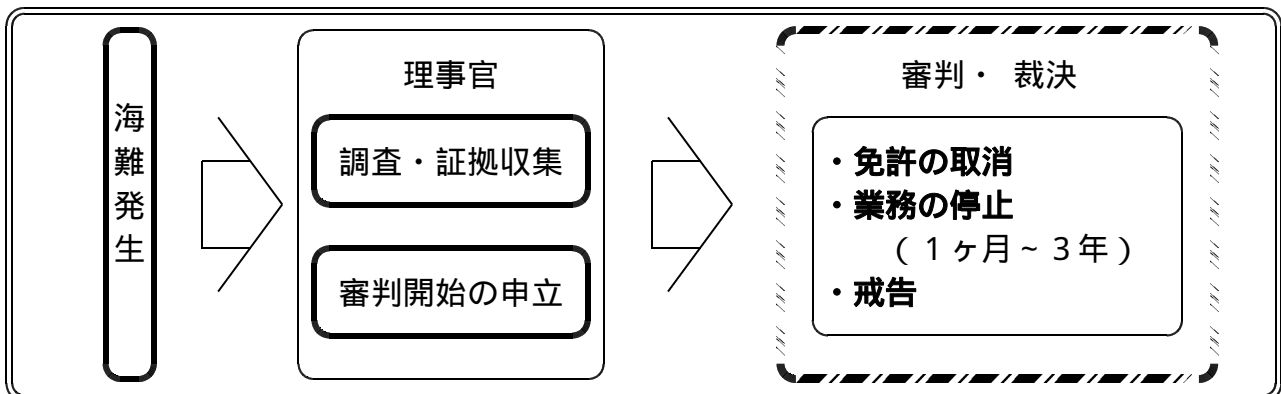 海難発生
理事官
調査・証拠収集
審判開始の申立
審判・ 裁決
・免許の取消
・業務の停止
（１ヶ月～３年）
・戒告